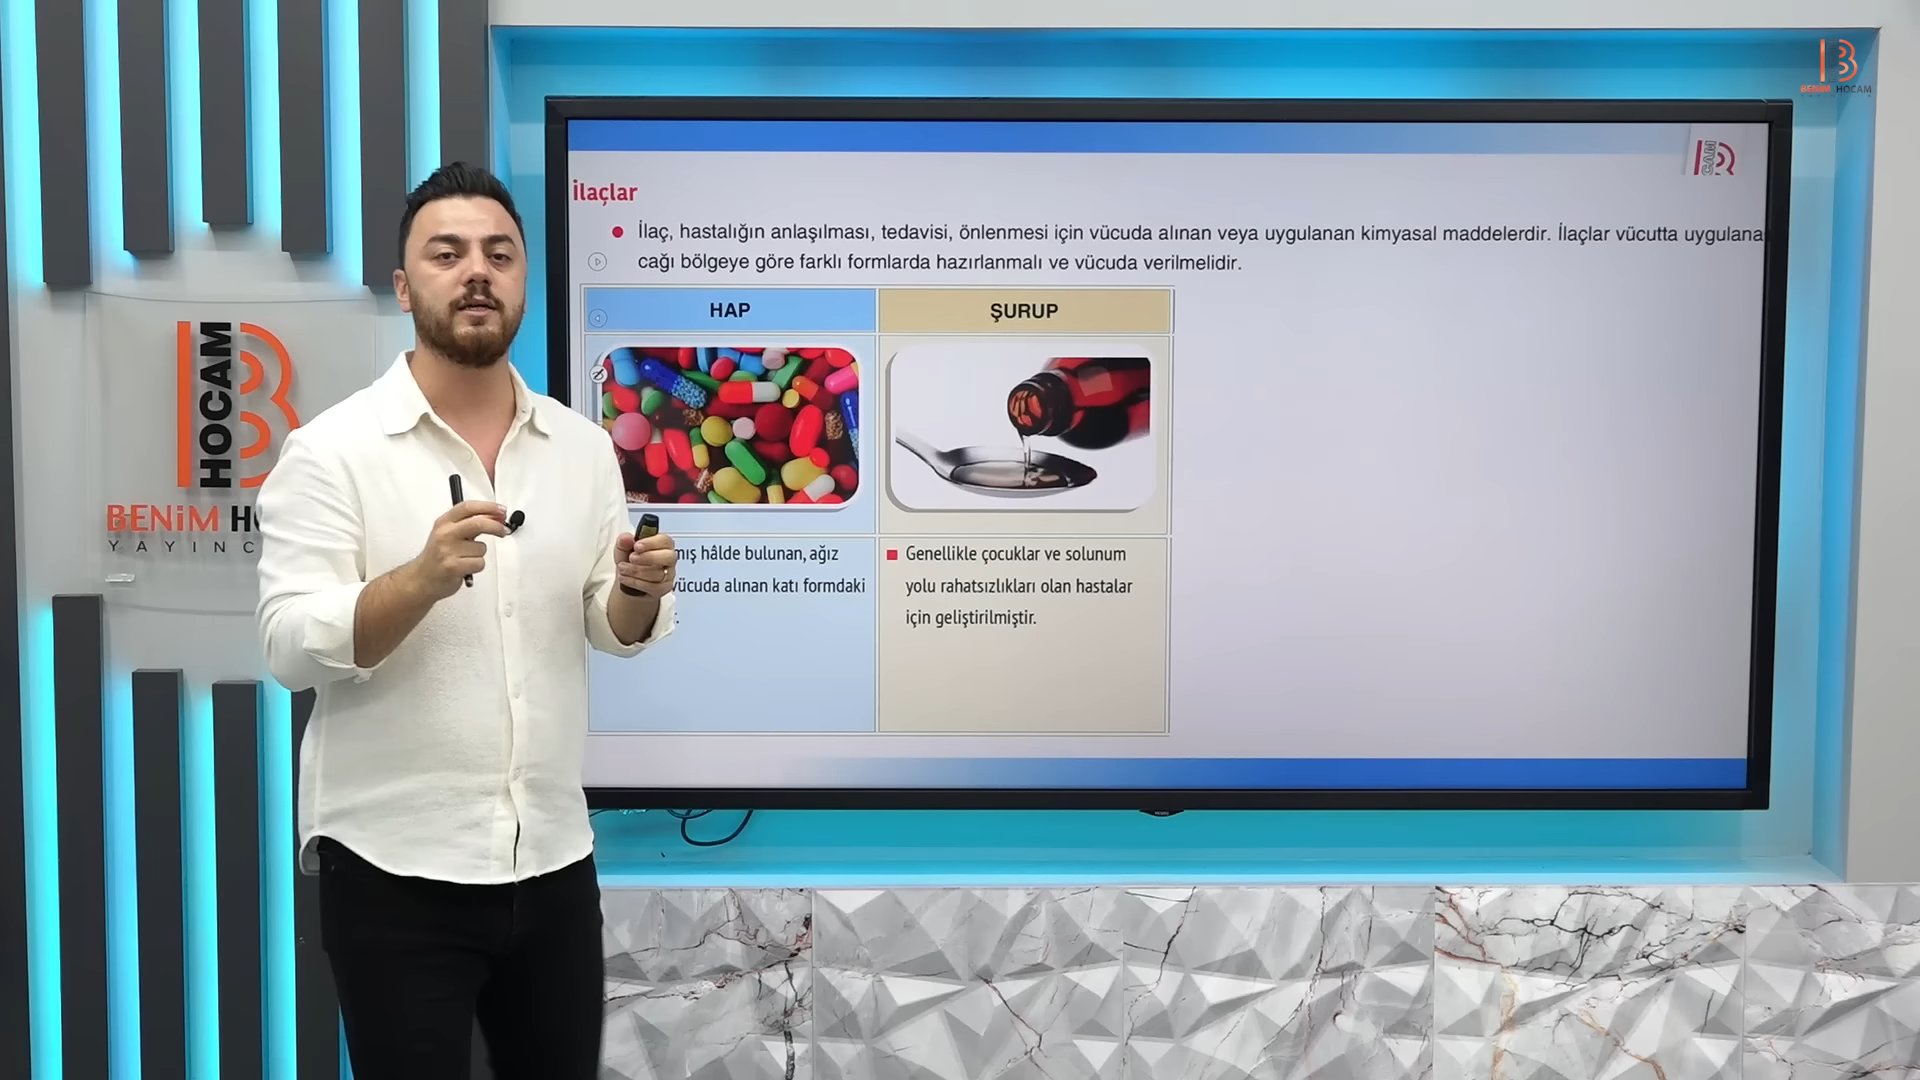 BENİM HOCAM
İlaçlar
İlaç, hastalığın anlaşılması, tedavisi, önlenmesi için vücuda alınan veya uygulanan kimyasal maddelerdir. İlaçlar vücutta uygulana
cağı bölgeye göre farklı formlarda hazırlanmalı ve vücuda verilmelidir.
HAP
ŞURUP
mış hâlde bulunan, ağız
vücuda alınan katı formdaki
Genellikle çocuklar ve solunum
yolu rahatsızlıkları olan hastalar
için geliştirilmiştir.
HOCAM
BENİM
YAYINC